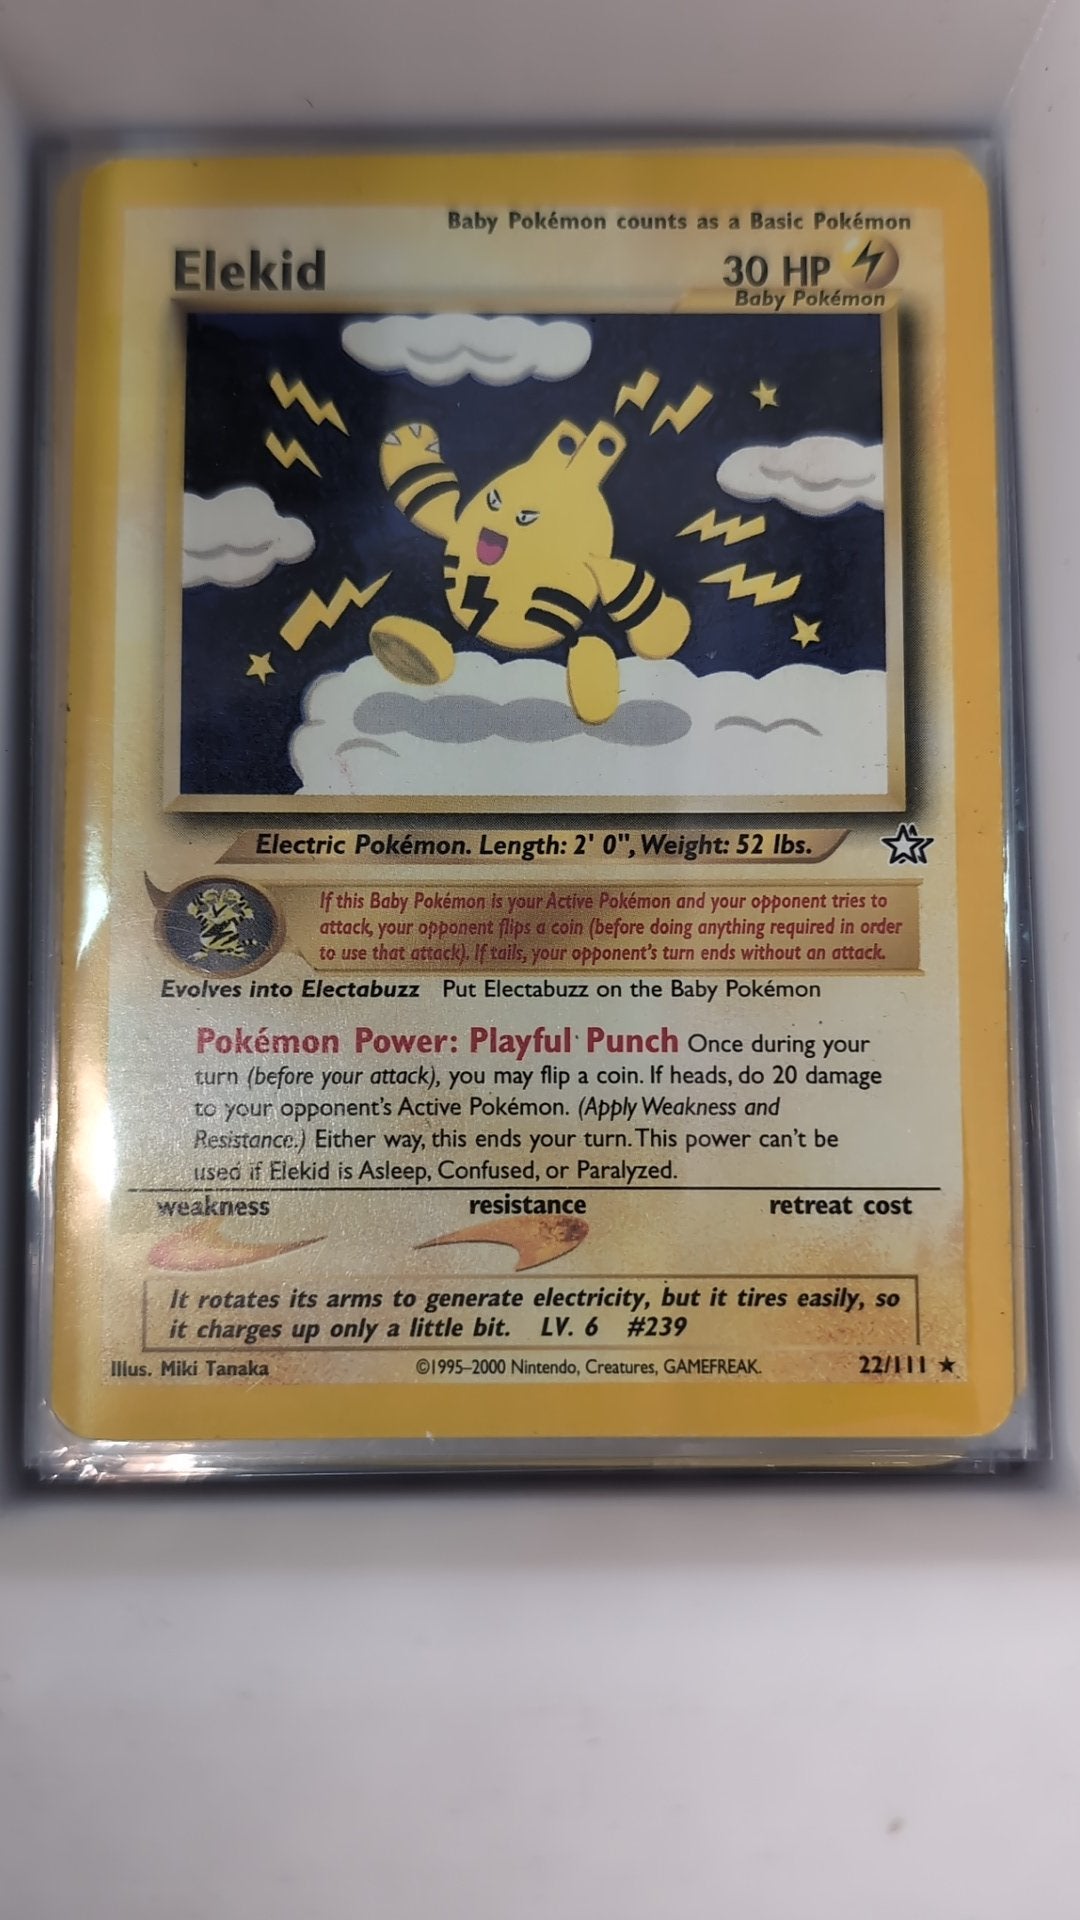 Baby Pokémon counts as a Basic Pokémon
Elekid
30 HP
Baby Pokémon
Electric Pokémon. Length: 2' 0", Weight: 52 lbs.
If this Baby Pokémon is your Active Pokémon and your opponent tries to
attack, your opponent flips a coin (before doing anything required in order
to use that attack). If tails, your opponent's turn ends without an attack.
Evolves into Electabuzz Put Electabuzz on the Baby Pokémon
Pokémon Power: Playful Punch Once during your
turn (before your attack), you may flip a coin. If heads, do 20 damage
to your opponent's Active Pokémon. (Apply Weakness and
Resistance.) Either way, this ends your turn. This power can't be
used if Elekid is Asleep, Confused, or Paralyzed.
weakness resistance retreat cost
It rotates its arms to generate electricity, but it tires easily, so
it charges up only a little bit. LV. 6 #239
Illus. Miki Tanaka ©1995–2000 Nintendo, Creatures, GAMEFREAK. 22/111 ★